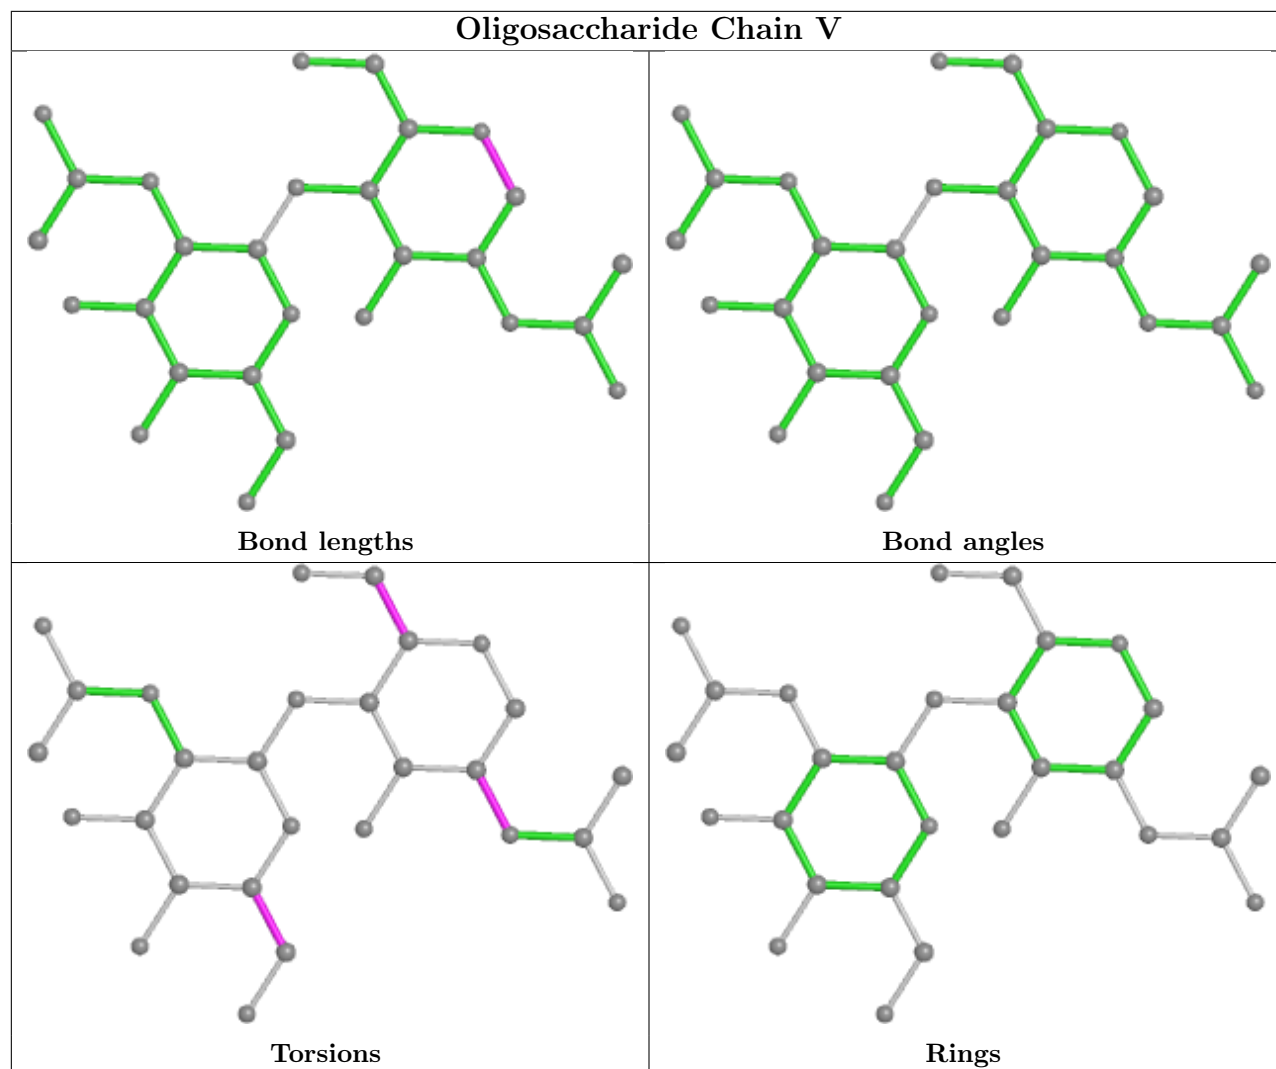 Oligosaccharide Chain V
Bond lengths
Bond angles
Torsions
Rings